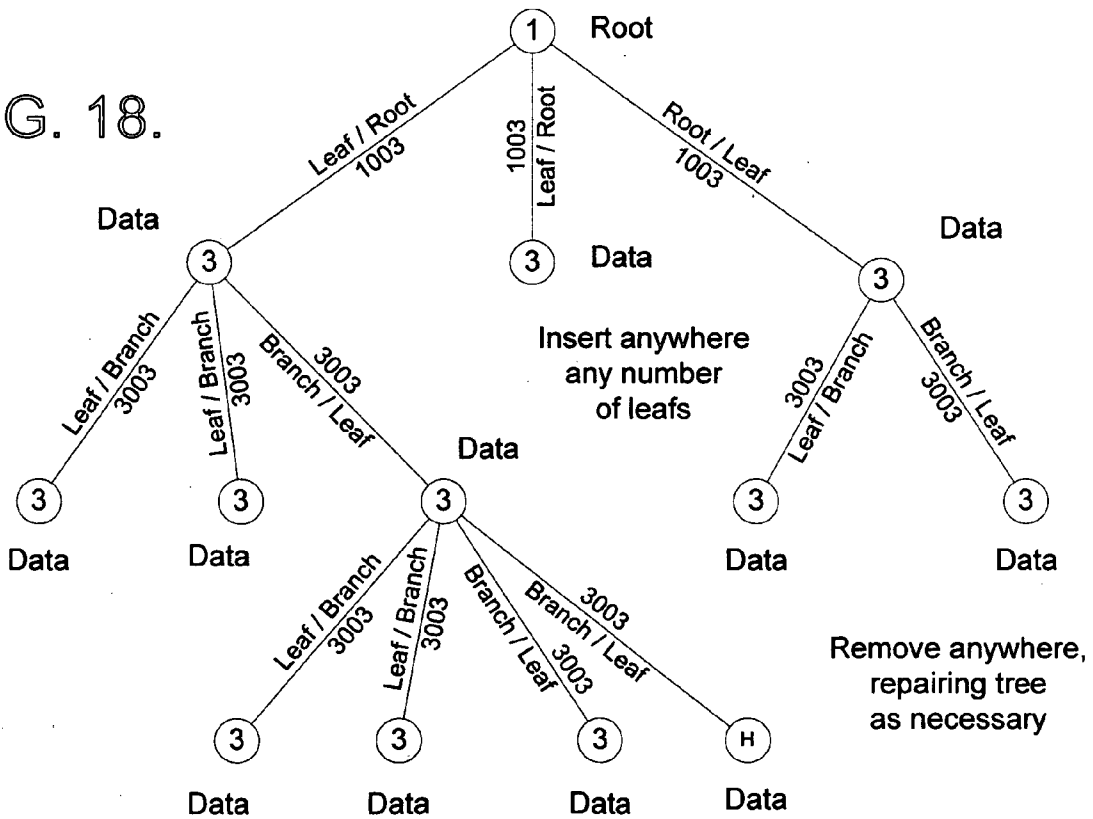 1 Root
G. 18.
Leaf / Root
1003
1003
Leaf / Root
Root / Leaf
1003
Data
3
3 Data
Data
3
Leaf / Branch
3003
Leaf / Branch
3003
3003
Branch / Leaf
Insert anywhere
any number
of leafs
3003
Leaf / Branch
Branch / Leaf
3003
3
Data
3
Data
Data
3
3
Data
3
Data
Leaf / Branch
3003
Leaf / Branch
3003
Branch / Leaf
3003
3003
Branch / Leaf
Remove anywhere,
repairing tree
as necessary
3
Data
3
Data
3
Data
H
Data